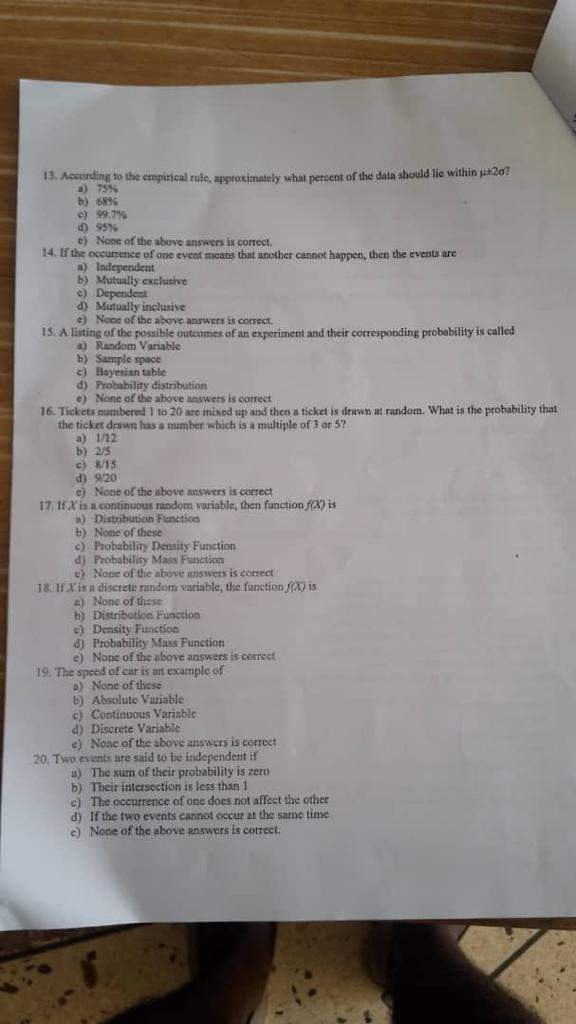 13. According to the empirical rule, approximately what percent of the data should lie within μ±2σ?
a) 75%
b) 68%
c) 99.7%
d) 95%
e) None of the above answers is correct.
14. If the occurrence of one event means that another cannot happen, then the events are
a) Independent
b) Mutually exclusive
c) Dependent
d) Mutually inclusive
e) None of the above answers is correct.
15. A listing of the possible outcomes of an experiment and their corresponding probability is called
a) Random Variable
b) Sample space
c) Bayesian table
d) Probability distribution
e) None of the above answers is correct
16. Tickets numbered 1 to 20 are mixed up and then a ticket is drawn at random. What is the probability that
the ticket drawn has a number which is a multiple of 3 or 5?
a) 1/12
b) 2/5
c) 8/15
d) 9/20
e) None of the above answers is correct
17. If X is a continuous random variable, then function f(X) is
a) Distribution Function
b) None of these
c) Probability Density Function
d) Probability Mass Function
e) None of the above answers is correct
18. If X is a discrete random variable, the function f(X) is
a) None of these
b) Distribution Function
c) Density Function
d) Probability Mass Function
e) None of the above answers is correct
19. The speed of car is an example of
a) None of these
b) Absolute Variable
c) Continuous Variable
d) Discrete Variable
e) None of the above answers is correct
20. Two events are said to be independent if
a) The sum of their probability is zero
b) Their intersection is less than 1
c) The occurrence of one does not affect the other
d) If the two events cannot occur at the same time
e) None of the above answers is correct.